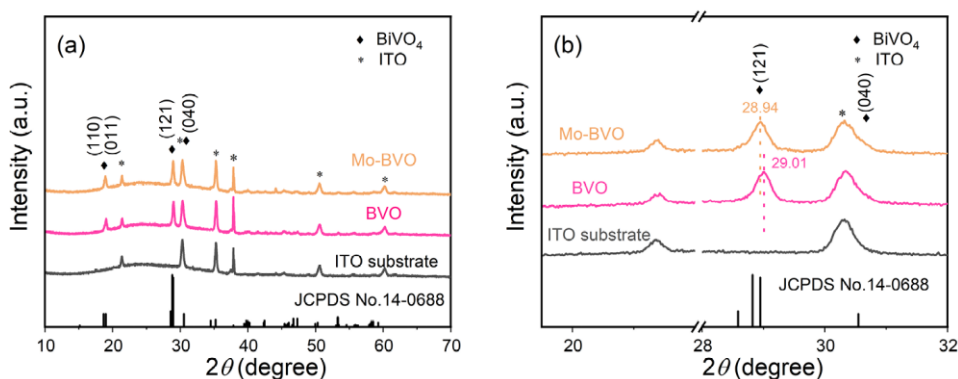 (a)
♦ BiVO₄
* ITO
(110)
(011)
(121)
(040)
Mo-BVO
BVO
ITO substrate
JCPDS No.14-0688
Intensity (a.u.)
10 20 30 40 50 60 70
2θ (degree)
(b)
♦ BiVO₄
* ITO
(121)
(040)
28.94
Mo-BVO
29.01
BVO
ITO substrate
JCPDS No.14-0688
Intensity (a.u.)
20 28 30 32
2θ (degree)